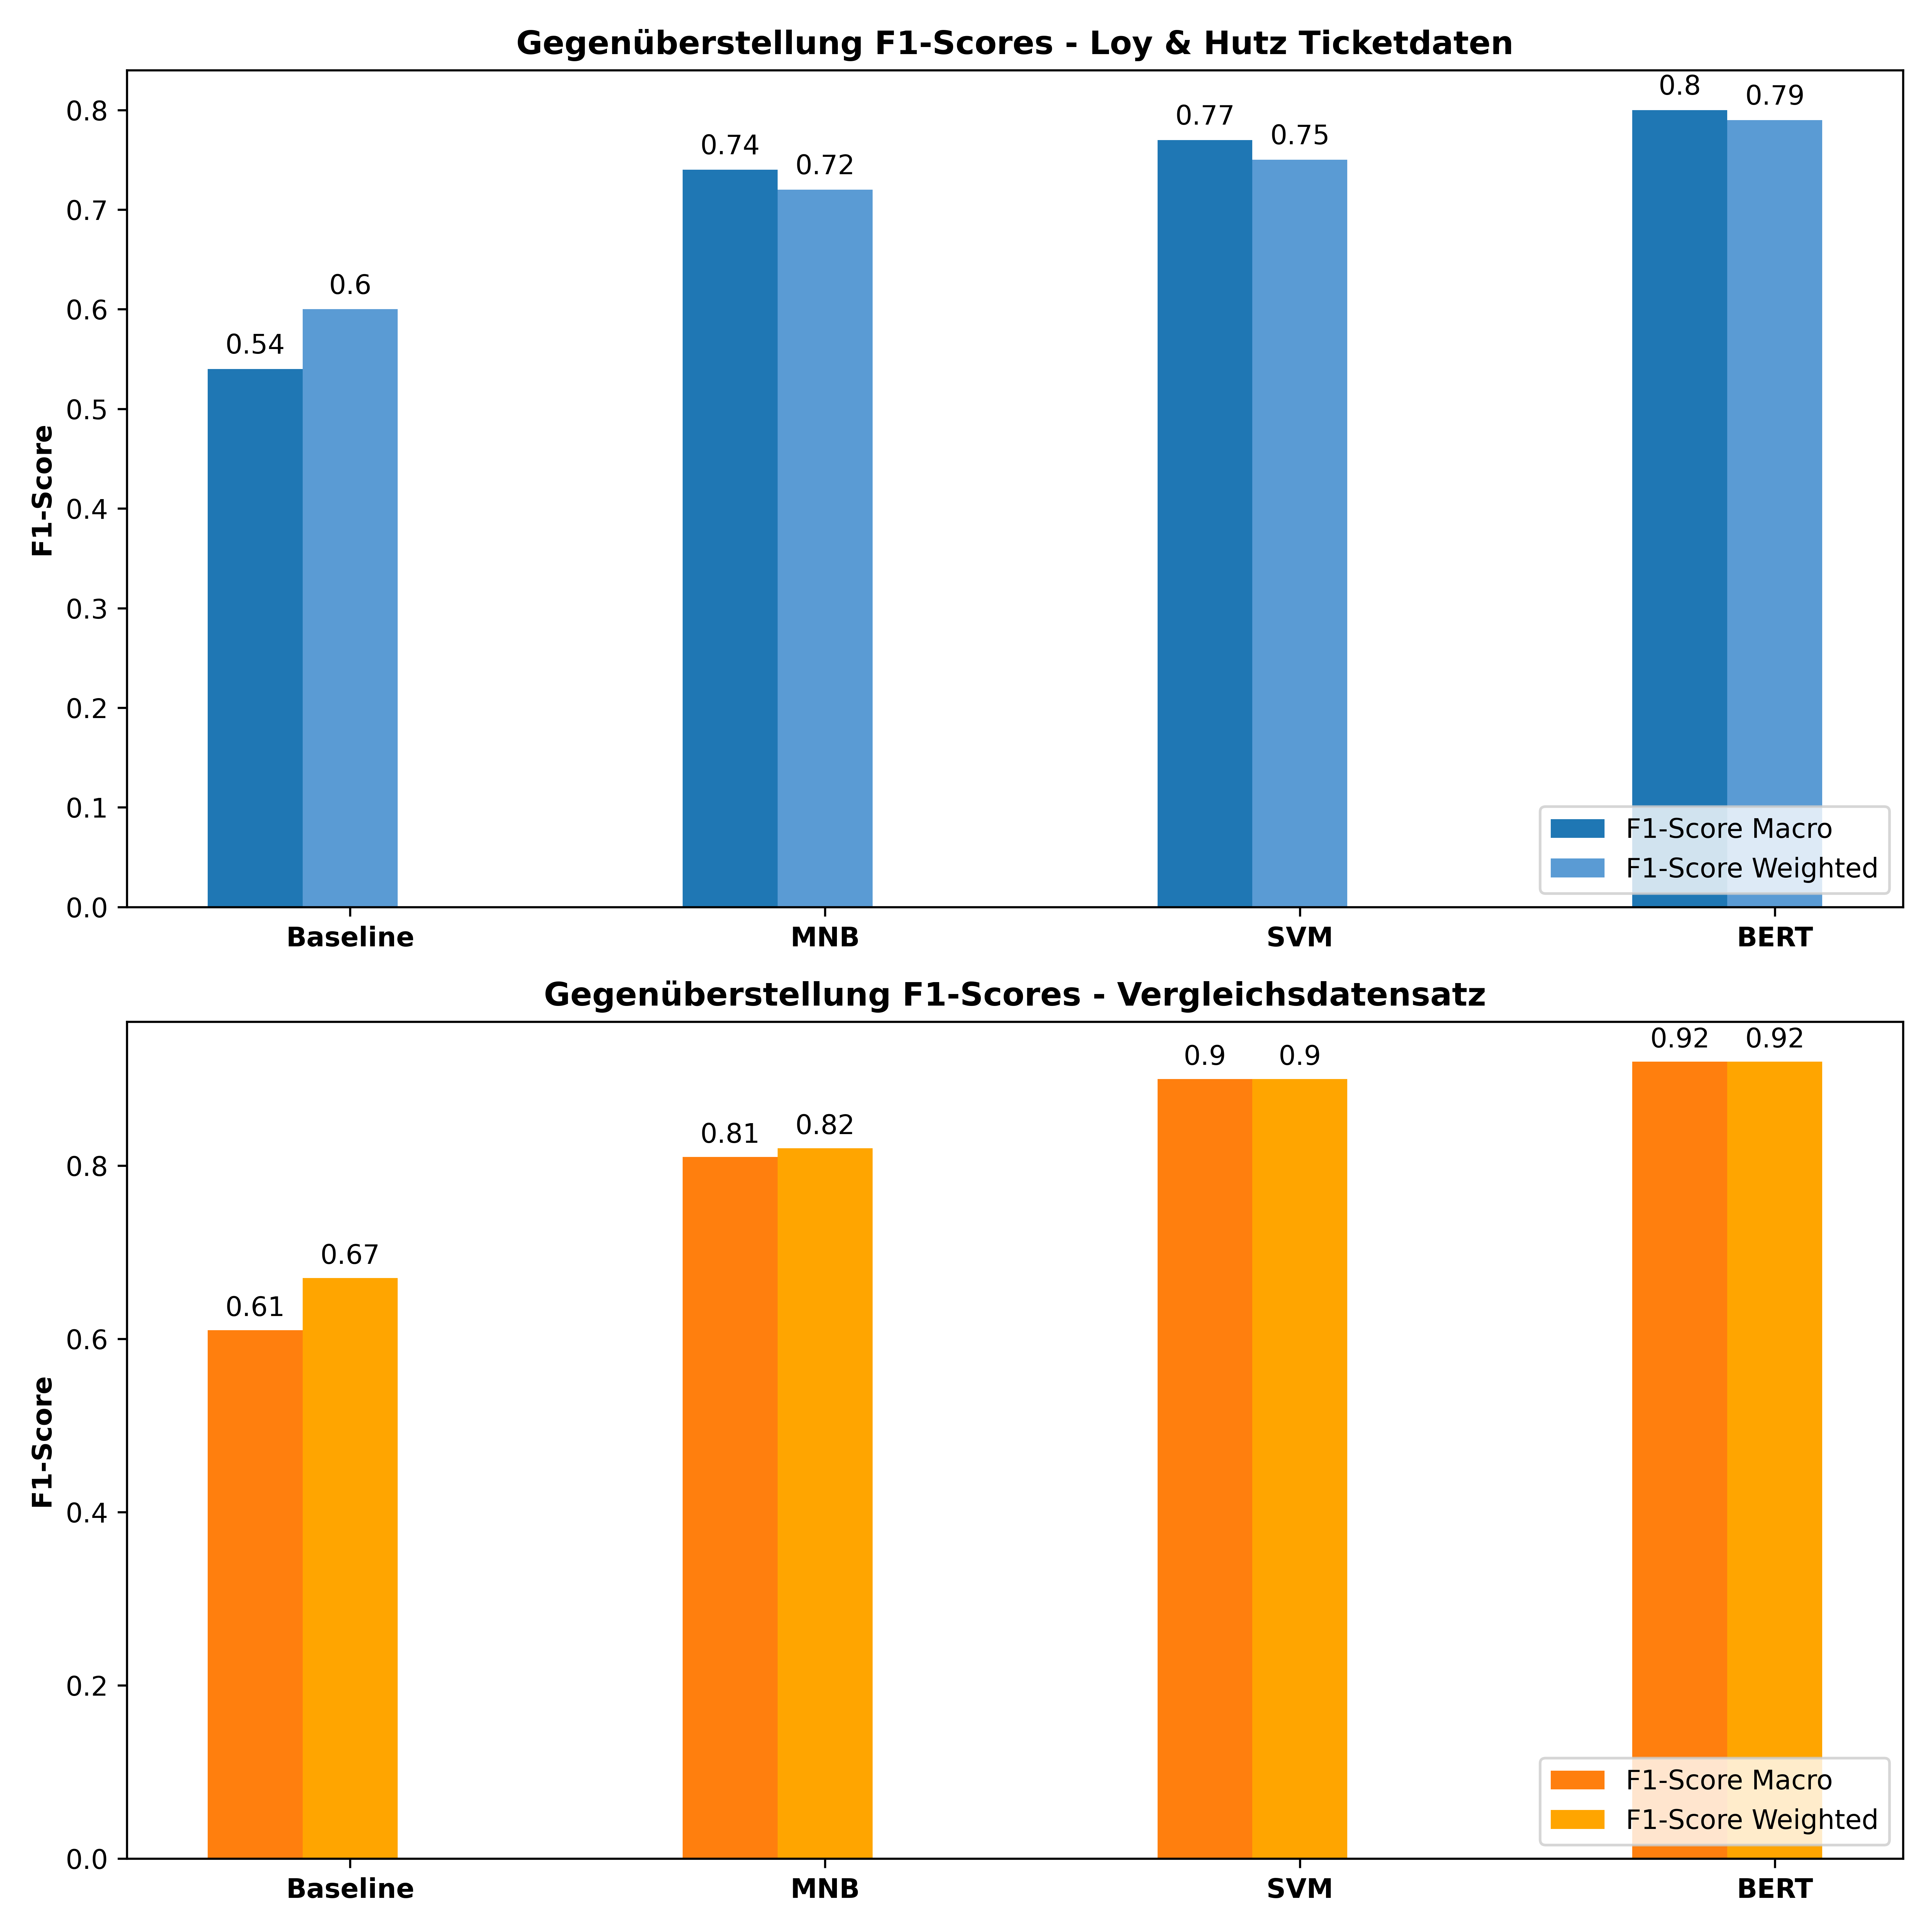 Gegenüberstellung F1-Scores - Loy & Hutz Ticketdaten
F1-Score
0.8
0.7
0.6
0.5
0.4
0.3
0.2
0.1
0.0
0.54
0.6
0.74
0.72
0.77
0.75
0.8
0.79
F1-Score Macro
F1-Score Weighted
Baseline
MNB
SVM
BERT
Gegenüberstellung F1-Scores - Vergleichsdatensatz
F1-Score
0.8
0.6
0.4
0.2
0.0
0.61
0.67
0.81
0.82
0.9
0.9
0.92
0.92
F1-Score Macro
F1-Score Weighted
Baseline
MNB
SVM
BERT